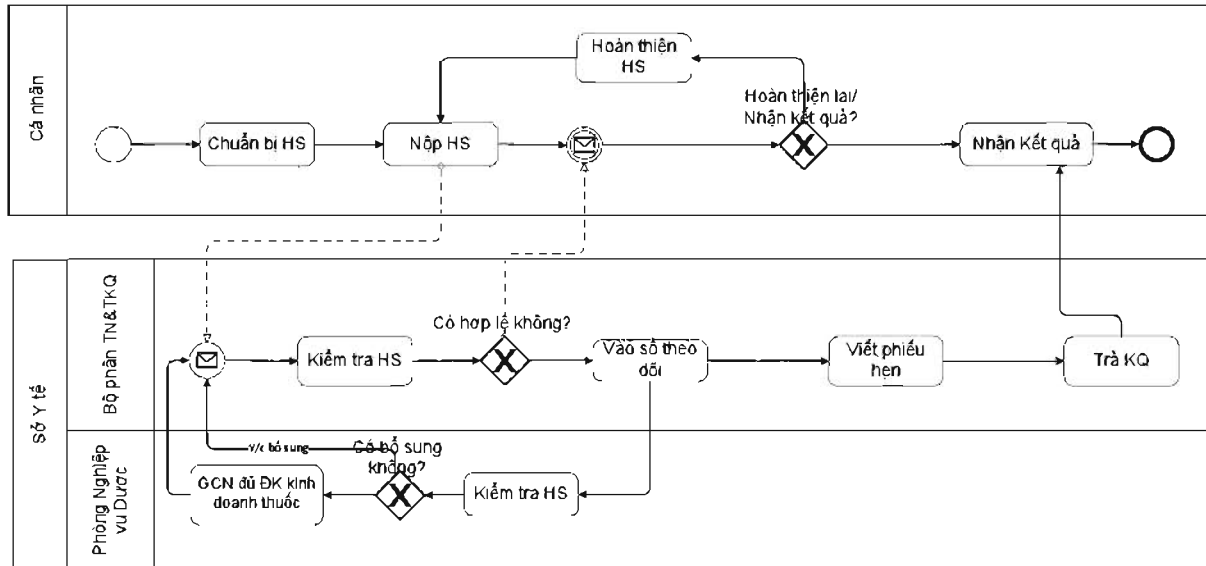 Cá nhân
Hoàn thiện
HS
Hoàn thiện lại/
Nhận kết quả?
Chuẩn bị HS
Nộp HS
Nhận Kết quả
Sở Y tế
Bộ phận TN&TKQ
Có hợp lệ không?
Kiểm tra HS
Vào sổ theo
dõi
Viết phiếu
hẹn
Trả KQ
Phòng Nghiệp
vụ Dược
Y/c bổ sung
Có bổ sung
không?
GCN đủ ĐK kinh
doanh thuốc
Kiểm tra HS